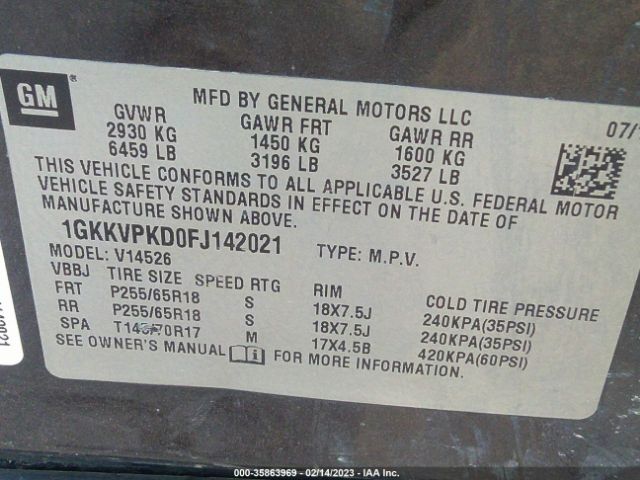 GM ®
MFD BY GENERAL MOTORS LLC
GVWR GAWR FRT GAWR RR 07/
2930 KG 1450 KG 1600 KG
6459 LB 3196 LB 3527 LB
THIS VEHICLE CONFORMS TO ALL APPLICABLE U.S. FEDERAL MOTOR
VEHICLE SAFETY STANDARDS IN EFFECT ON THE DATE OF
MANUFACTURE SHOWN ABOVE.
1GKKVPKD0FJ142021 TYPE: M.P.V.
MODEL: V14526
VBBJ TIRE SIZE SPEED RTG RIM COLD TIRE PRESSURE
FRT P255/65R18 S 18X7.5J 240KPA(35PSI)
RR P255/65R18 S 18X7.5J 240KPA(35PSI)
SPA 70R17 M 17X4.5B 420KPA(60PSI)
SEE OWNER'S MANUAL i FOR MORE INFORMATION.
000-35863969 - 02/14/2023 - IAA Inc.